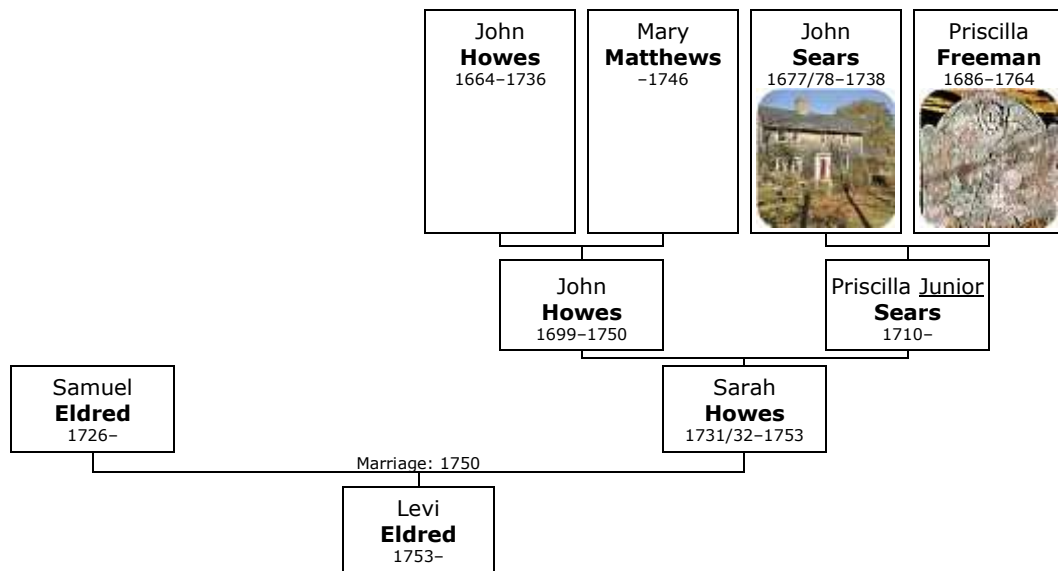 John
Howes
1664–1736
Mary
Matthews
–1746
John
Sears
1677/78–1738
Priscilla
Freeman
1686–1764
John
Howes
1699–1750
Priscilla Junior
Sears
1710–
Samuel
Eldred
1726–
Sarah
Howes
1731/32–1753
Marriage: 1750
Levi
Eldred
1753–